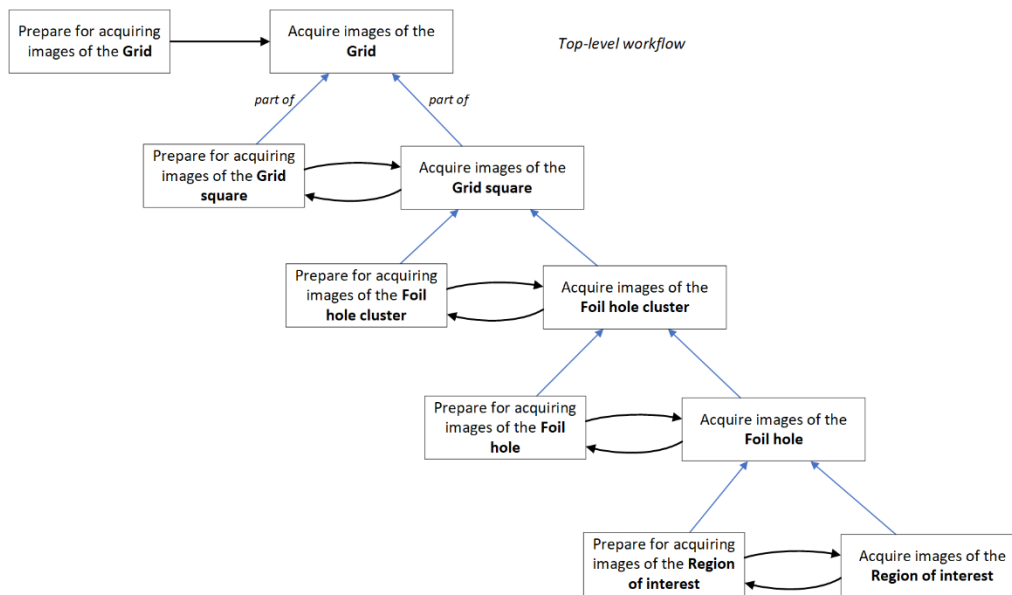 Prepare for acquiring
images of the Grid
Acquire images of the
Grid
Top-level workflow
part of
part of
Prepare for acquiring
images of the Grid
square
Acquire images of the
Grid square
Prepare for acquiring
images of the Foil
hole cluster
Acquire images of the
Foil hole cluster
Prepare for acquiring
images of the Foil
hole
Acquire images of the
Foil hole
Prepare for acquiring
images of the Region
of interest
Acquire images of the
Region of interest